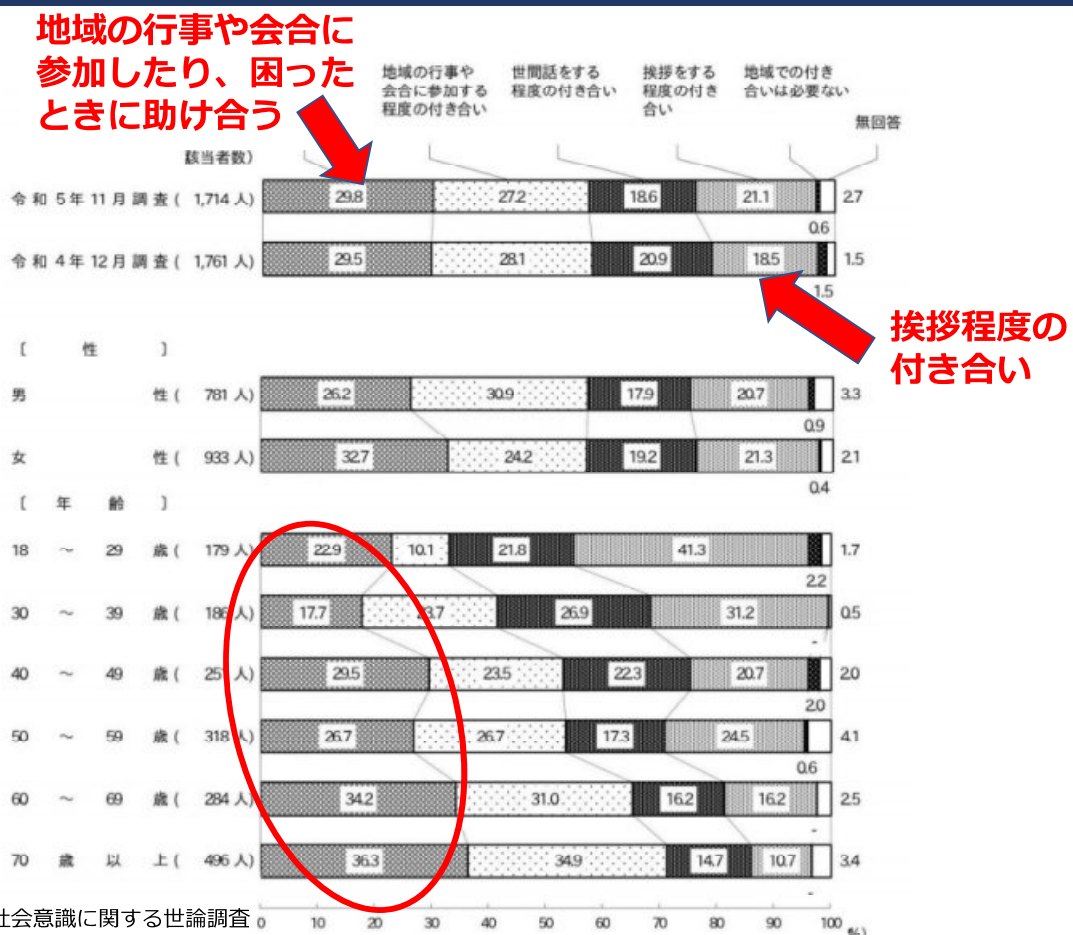 地域の行事や会合に
参加したり、困った
ときに助け合う
地域の行事や
会合に参加する
程度の付き合い
世間話をする
程度の付き合い
挨拶をする
程度の付き
合い
地域での付き
合いは必要ない
無回答
該当者数)
令和5年11月調査( 1,714人) 29.8 27.2 18.6 21.1 2.7
0.6
令和4年12月調査( 1,761人) 29.5 28.1 20.9 18.5 1.5
1.5
挨拶程度の
付き合い
〔 性 〕
男 性( 781人) 26.2 30.9 17.9 20.7 3.3
0.9
女 性( 933人) 32.7 24.2 19.2 21.3 2.1
0.4
〔 年 齢 〕
18 ～ 29 歳( 179人) 22.9 10.1 21.8 41.3 1.7
2.2
30 ～ 39 歳( 186人) 17.7 23.7 26.9 31.2 0.5
-
40 ～ 49 歳( 251人) 29.5 23.5 22.3 20.7 2.0
2.0
50 ～ 59 歳( 318人) 26.7 26.7 17.3 24.5 4.1
0.6
60 ～ 69 歳( 284人) 34.2 31.0 16.2 16.2 2.5
-
70 歳 以 上( 496人) 36.3 34.9 14.7 10.7 3.4
-
社会意識に関する世論調査
0 10 20 30 40 50 60 70 80 90 100
%)